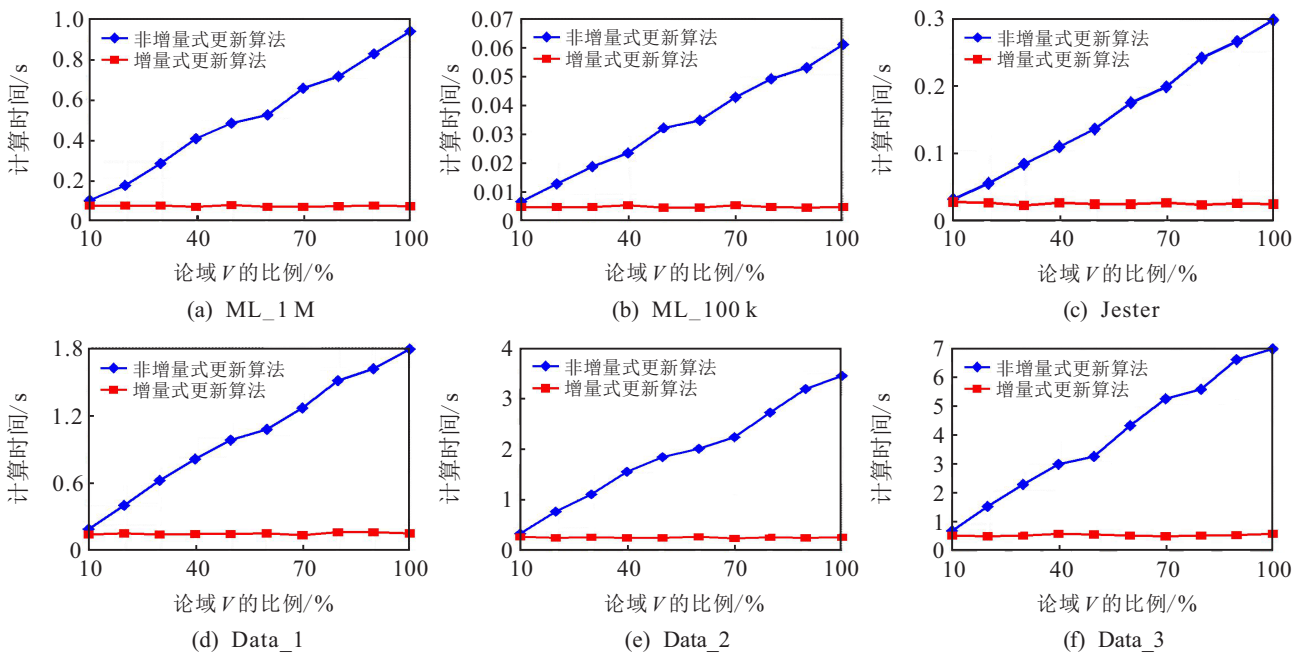 1.0
0.8
0.6
0.4
0.2
0
计算时间/s
非增量式更新算法
增量式更新算法
10 40 70 100
论域V的比例/%
(a) ML_1 M
0.07
0.06
0.05
0.04
0.03
0.02
0.01
0
计算时间/s
非增量式更新算法
增量式更新算法
10 40 70 100
论域V的比例/%
(b) ML_100 k
0.3
0.2
0.1
0
计算时间/s
非增量式更新算法
增量式更新算法
10 40 70 100
论域V的比例/%
(c) Jester
1.8
1.2
0.6
0
计算时间/s
非增量式更新算法
增量式更新算法
10 40 70 100
论域V的比例/%
(d) Data_1
4
3
2
1
0
计算时间/s
非增量式更新算法
增量式更新算法
10 40 70 100
论域V的比例/%
(e) Data_2
7
6
5
4
3
2
1
0
计算时间/s
非增量式更新算法
增量式更新算法
10 40 70 100
论域V的比例/%
(f) Data_3